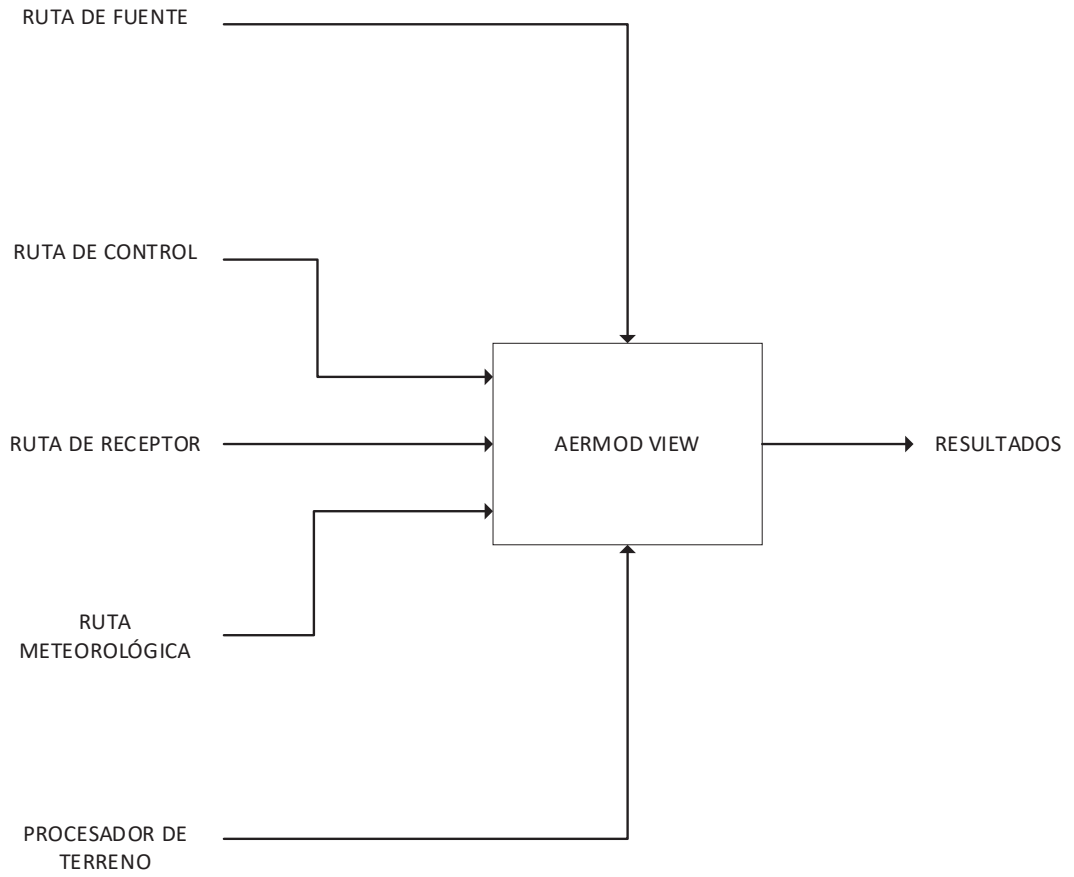 RUTA DE FUENTE
RUTA DE CONTROL
RUTA DE RECEPTOR
AERMOD VIEW
RESULTADOS
RUTA
METEOROLÓGICA
PROCESADOR DE
TERRENO